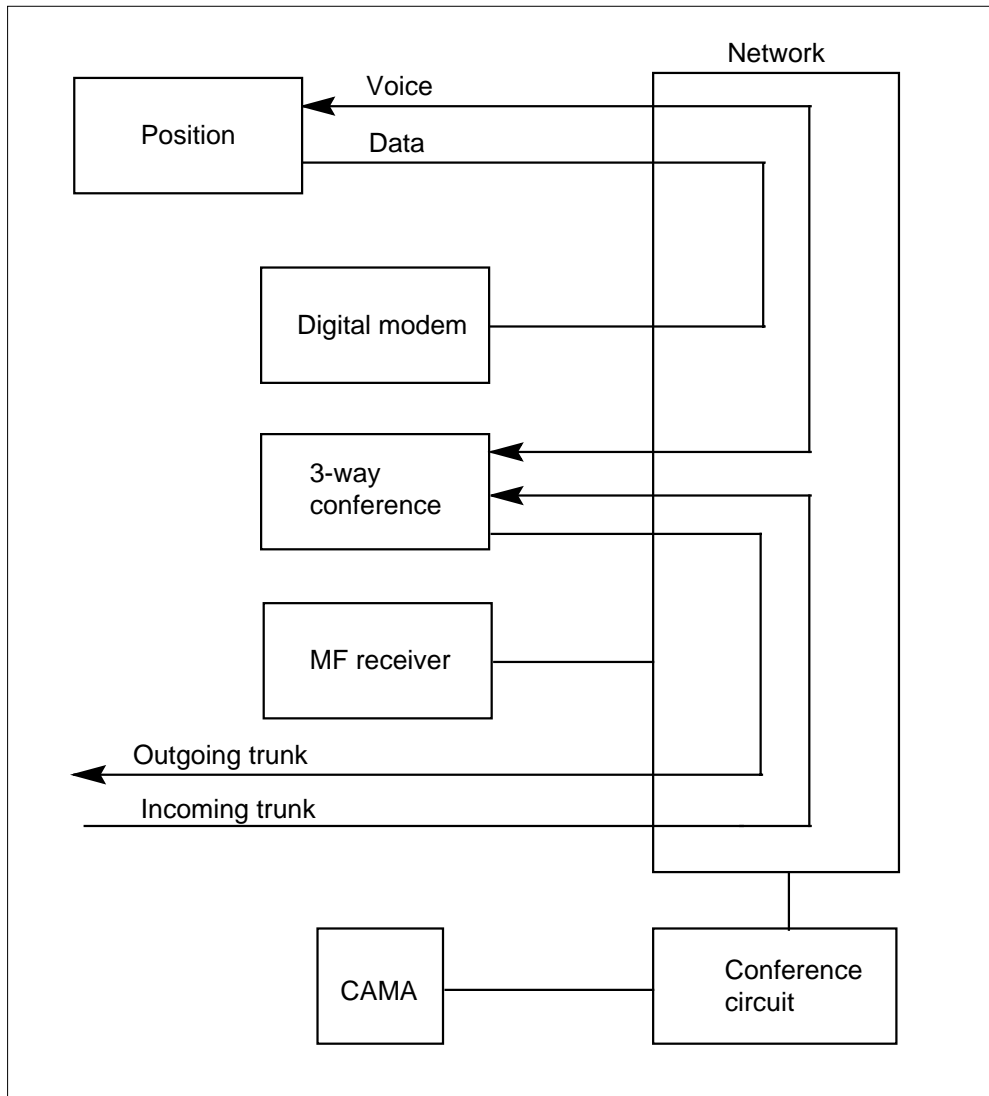 Network
Voice
Position
Data
Digital modem
3-way
conference
MF receiver
Outgoing trunk
Incoming trunk
CAMA
Conference
circuit